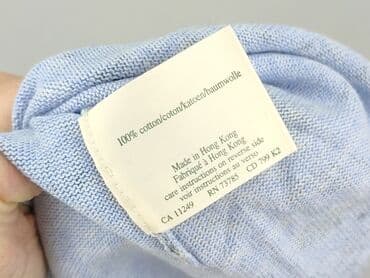 100% cotton/coton/katoen/baumwolle
Made in Hong Kong
Fabriqué à Hong Kong
care instructions on reverse side
voir instructions au verso
CA 11249 RN 73785 CD 799 K2